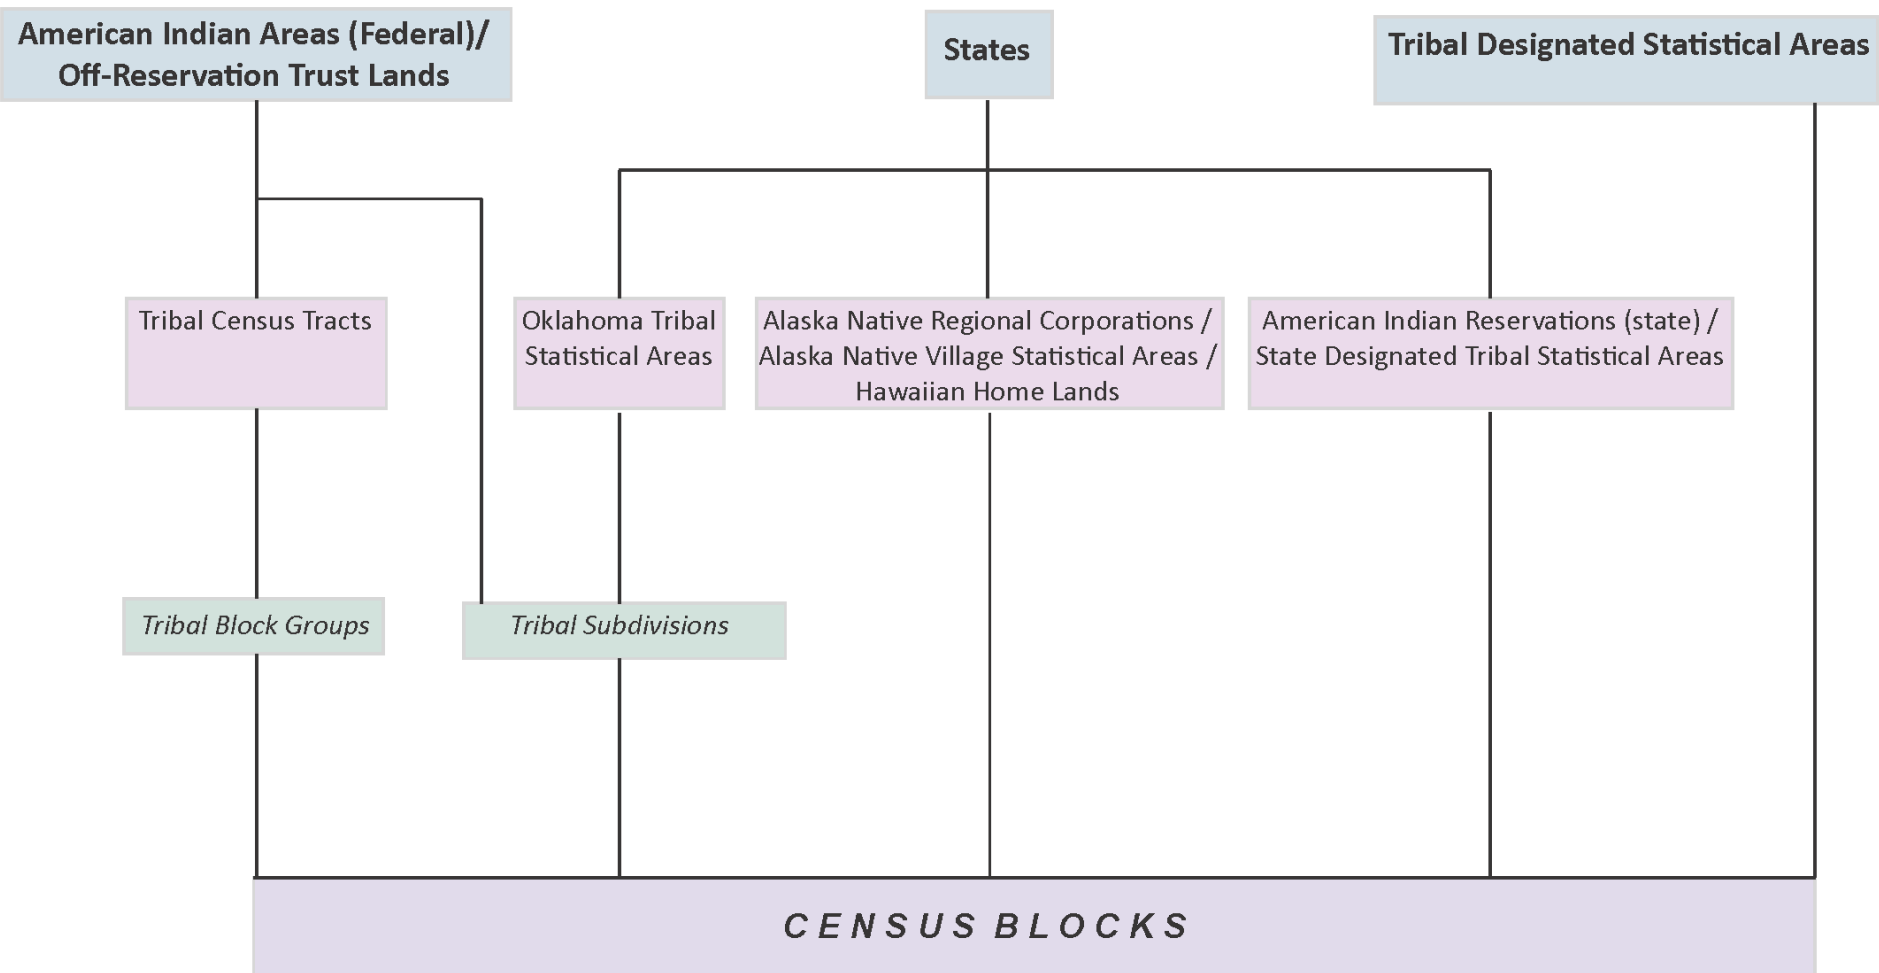 American Indian Areas (Federal)/
Off-Reservation Trust Lands
States
Tribal Designated Statistical Areas
Tribal Census Tracts
Oklahoma Tribal
Statistical Areas
Alaska Native Regional Corporations /
Alaska Native Village Statistical Areas /
Hawaiian Home Lands
American Indian Reservations (state) /
State Designated Tribal Statistical Areas
Tribal Block Groups
Tribal Subdivisions
CENSUS BLOCKS